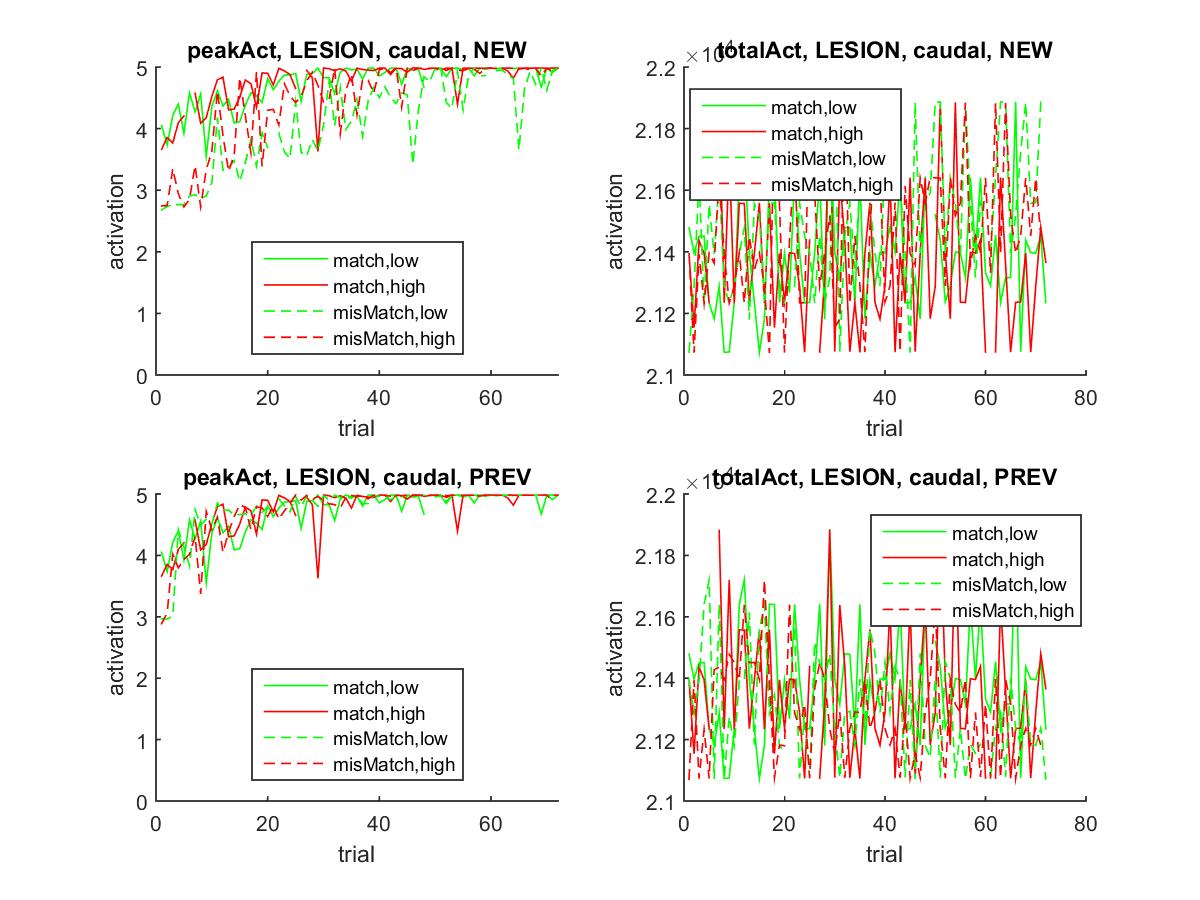 peakAct, LESION, caudal, NEW
5
4
3
2
1
0
activation
0 20 40 60
trial
match,low
match,high
misMatch,low
misMatch,high
×10⁴
totalAct, LESION, caudal, NEW
2.2
2.18
2.16
2.14
2.12
2.1
activation
0 20 40 60 80
trial
match,low
match,high
misMatch,low
misMatch,high
peakAct, LESION, caudal, PREV
5
4
3
2
1
0
activation
0 20 40 60
trial
match,low
match,high
misMatch,low
misMatch,high
×10⁴
totalAct, LESION, caudal, PREV
2.2
2.18
2.16
2.14
2.12
2.1
activation
0 20 40 60 80
trial
match,low
match,high
misMatch,low
misMatch,high